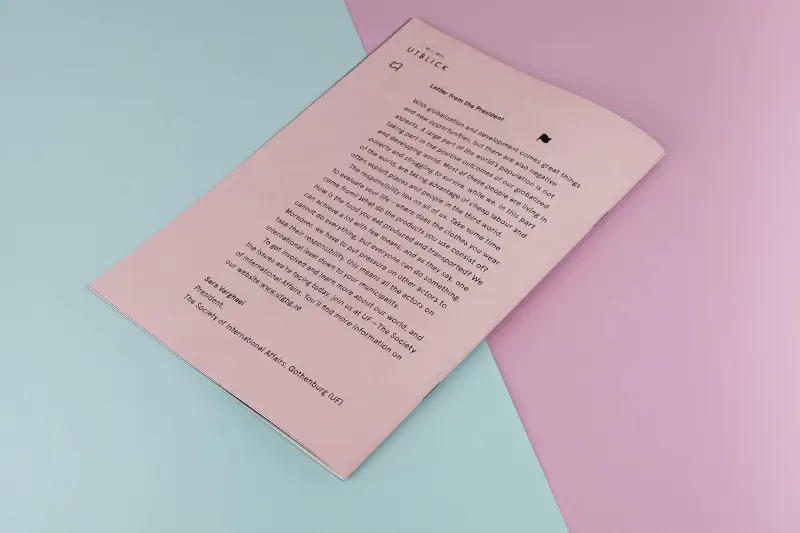 UTBLICK
Letter from the President
With globalization and development comes great things
and new opportunities, but there are also negative
aspects. A large part of the world's population is not
taking part in the positive outcomes of our globalized
and developing world. Most of these people are living in
poverty and struggling to survive, while we, in this part
of the world, are taking advantage of cheap labour and
often exploit places and people in the third world.
The responsibility lies on all of us. Take some time
to evaluate your life – where does the clothes you wear
come from? What do the products you use consist of?
How is the food you eat produced and transported? We
can achieve a lot with few means, and as they say, one
cannot do everything, but everyone can do something.
Moreover, we have to put pressure on other actors to
take their responsibility, this means all the actors on
international level down to your municipality.
To get involved and learn more about our world, and
the issues we're facing today, join us at UF – The Society
of International Affairs. You'll find more information on
our website www.ufgbg.se
Sara Varghaei
President,
The Society of International Affairs, Gothenburg (UF)